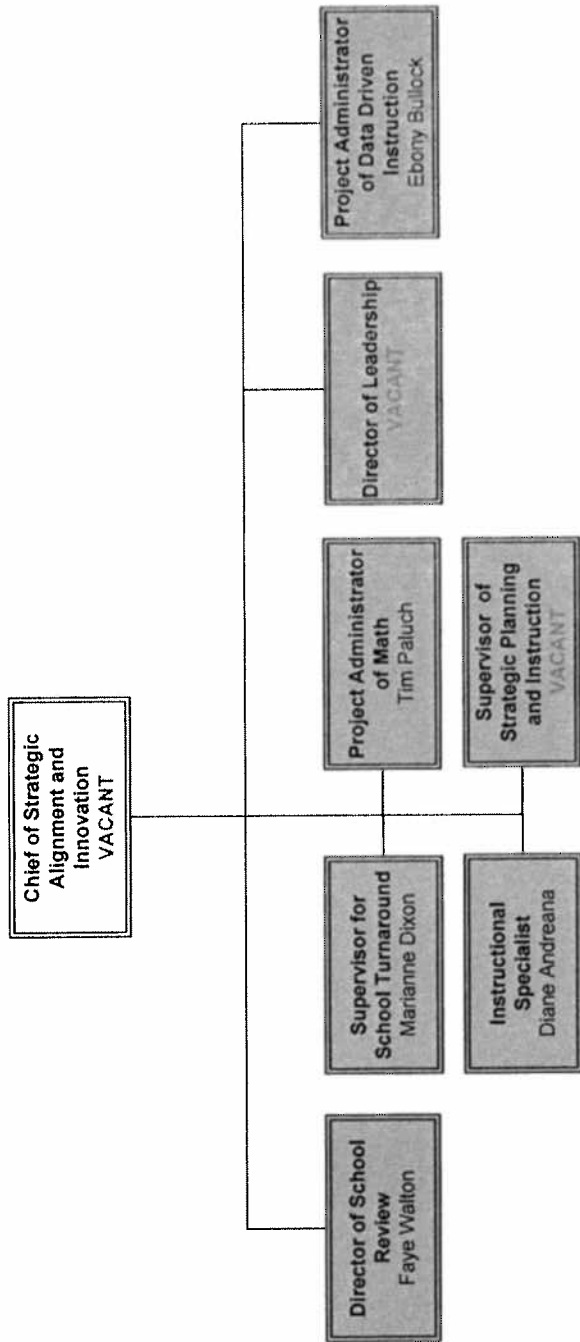 Chief of Strategic
Alignment and
Innovation
VACANT
Director of School
Review
Faye Walton
Supervisor for
School Turnaround
Marianne Dixon
Project Administrator
of Math
Tim Paluch
Director of Leadership
VACANT
Project Administrator
of Data Driven
Instruction
Ebony Bullock
Instructional
Specialist
Diane Andreana
Supervisor of
Strategic Planning
and Instruction
VACANT